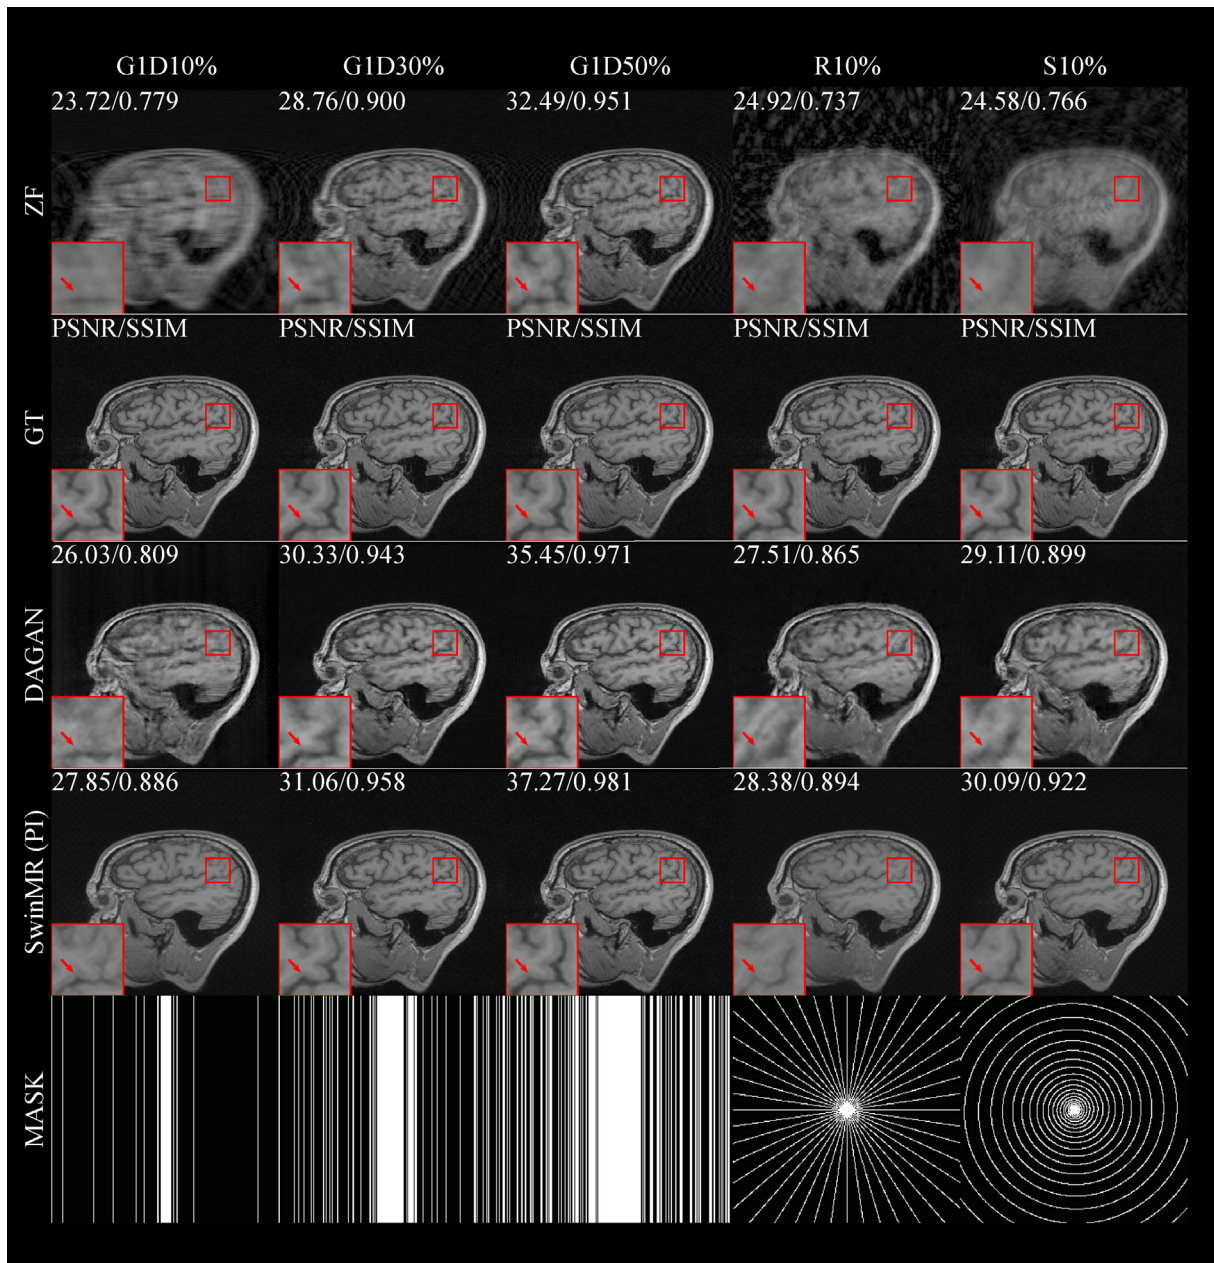 G1D10% G1D30% G1D50% R10% S10%
23.72/0.779 28.76/0.900 32.49/0.951 24.92/0.737 24.58/0.766
ZF
PSNR/SSIM PSNR/SSIM PSNR/SSIM PSNR/SSIM PSNR/SSIM
GT
26.03/0.809 30.33/0.943 35.45/0.971 27.51/0.865 29.11/0.899
DAGAN
27.85/0.886 31.06/0.958 37.27/0.981 28.38/0.894 30.09/0.922
SwinMR (PI)
MASK